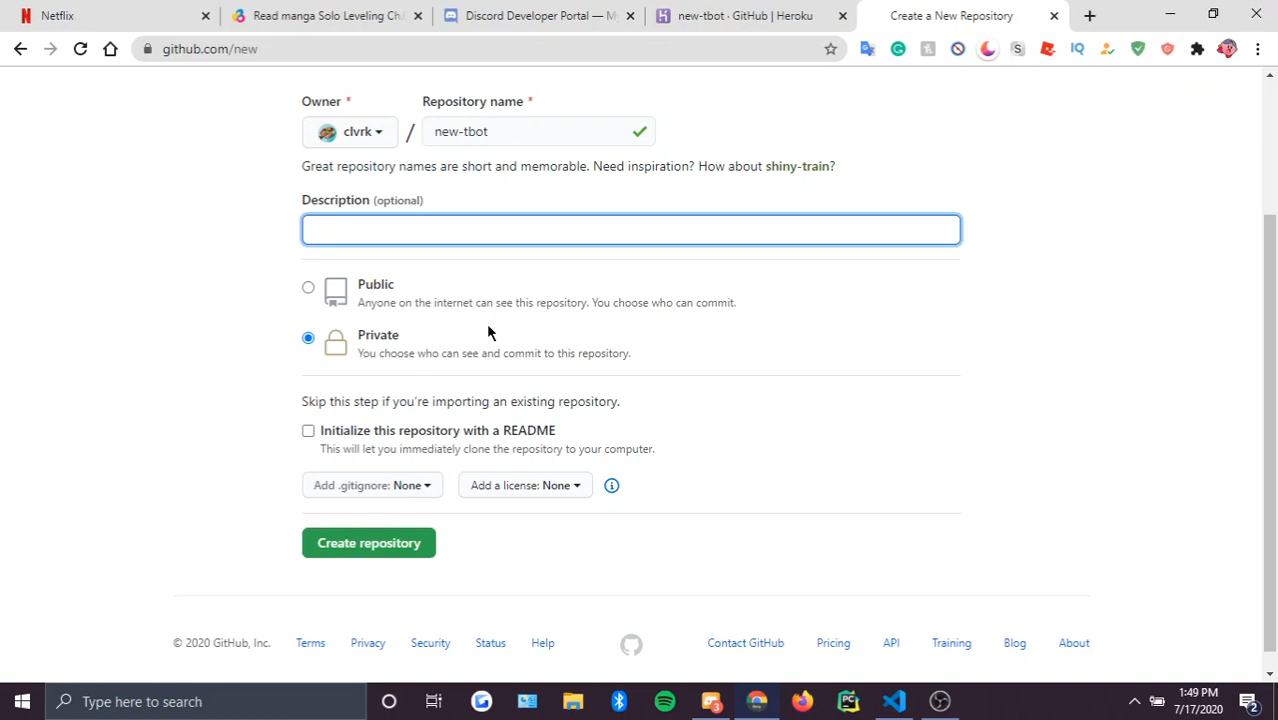 Netflix
Read manga Solo Leveling Ch
Discord Developer Portal — M
new-tbot · GitHub | Heroku
Create a New Repository
github.com/new
Owner *
Repository name *
clvrk
/
new-tbot
Great repository names are short and memorable. Need inspiration? How about shiny-train?
Description (optional)
Public
Anyone on the internet can see this repository. You choose who can commit.
Private
You choose who can see and commit to this repository.
Skip this step if you're importing an existing repository.
Initialize this repository with a README
This will let you immediately clone the repository to your computer.
Add .gitignore: None
Add a license: None
Create repository
© 2020 GitHub, Inc.
Terms
Privacy
Security
Status
Help
Contact GitHub
Pricing
API
Training
Blog
About
Type here to search
1:49 PM
7/17/2020